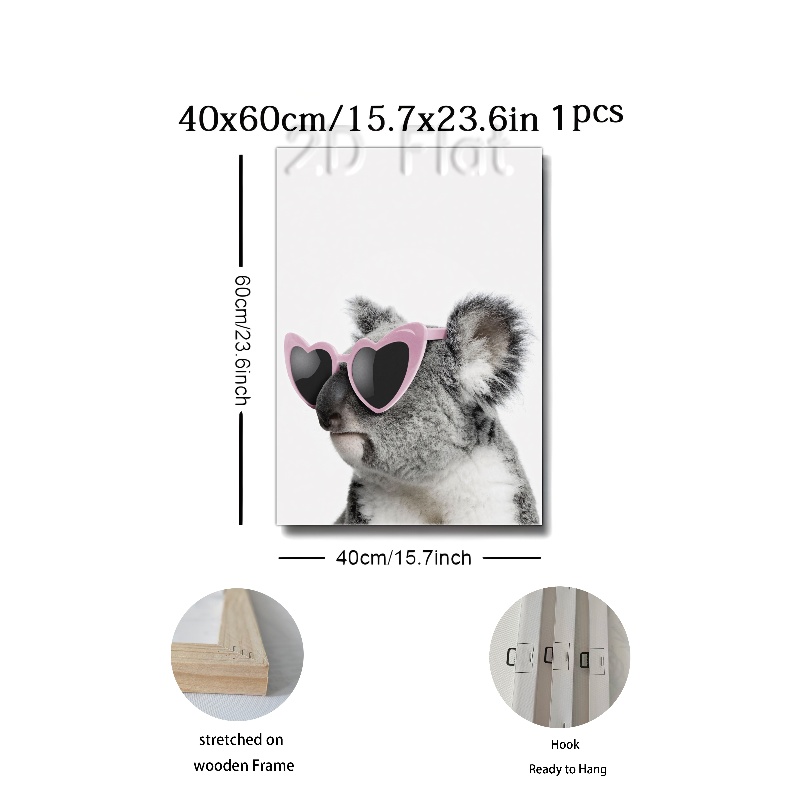 40x60cm/15.7x23.6in 1pcs
2D Flat
60cm/23.6inch
40cm/15.7inch
stretched on
wooden Frame
Hook
Ready to Hang